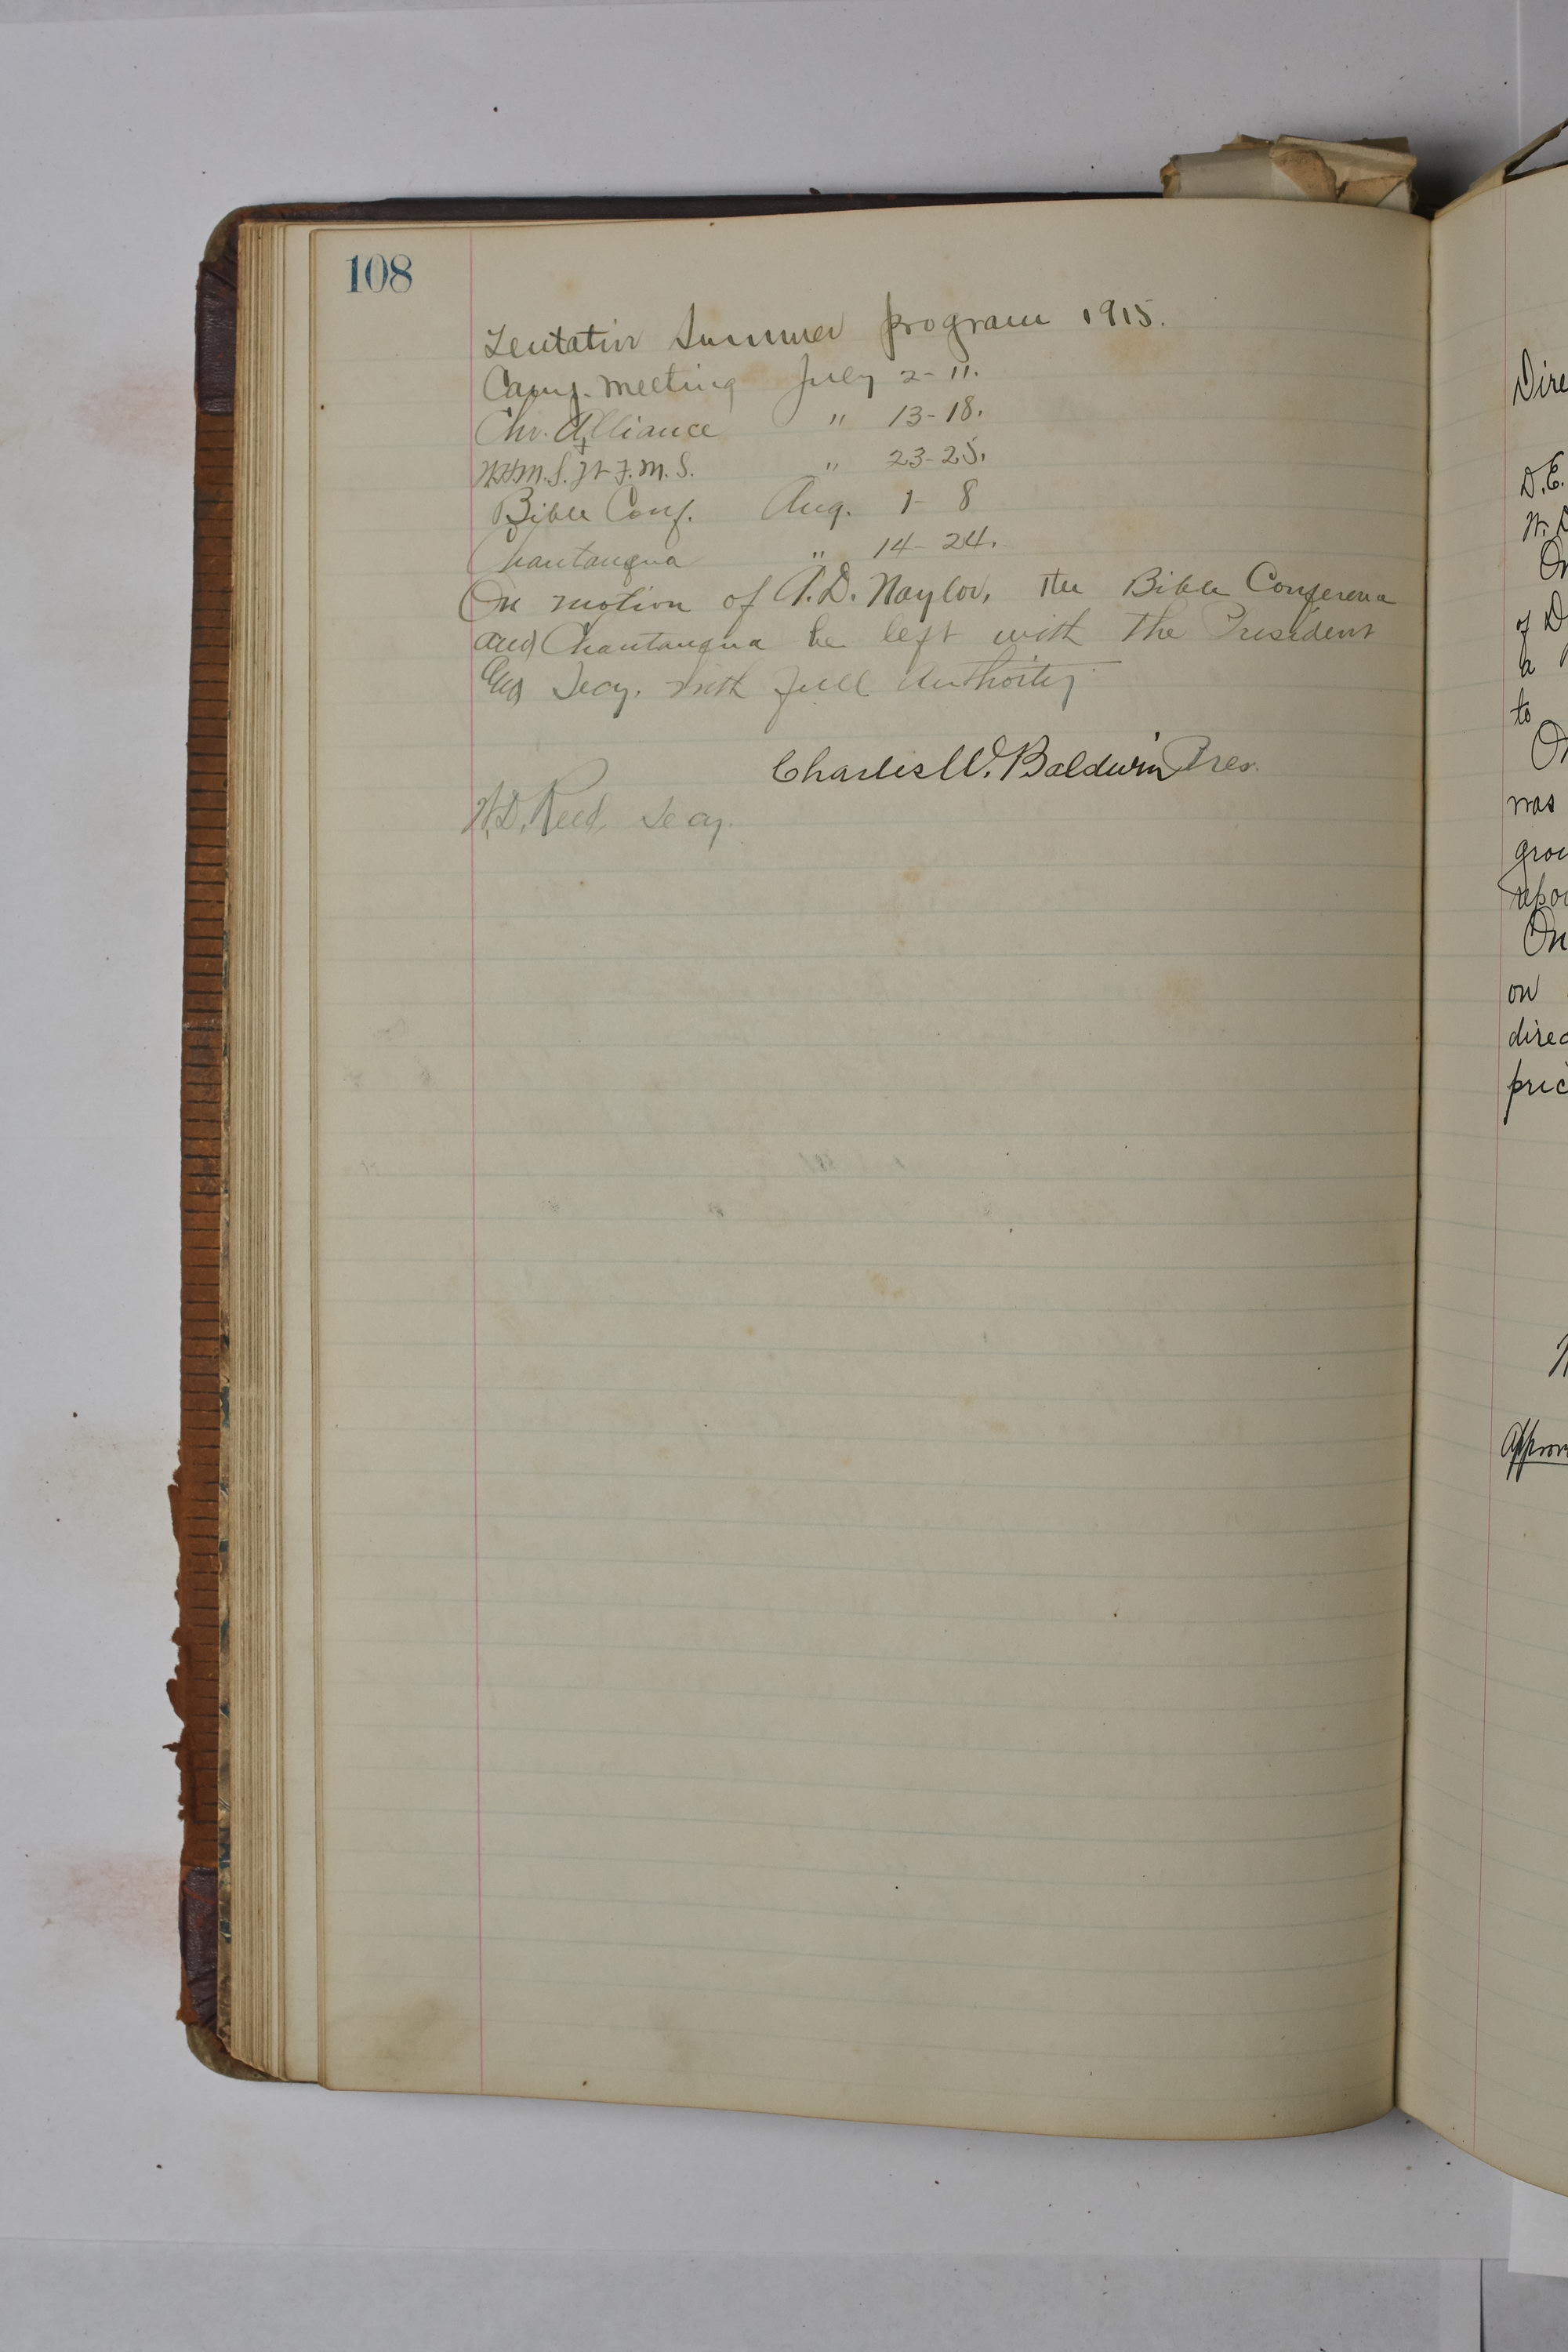 108
Tentative Summer program 1915.
Camp. Meeting July 2-11.
Chr. Alliance " 13-18.
W.H.M.S. & W.F.M.S. " 23-25.
Bible Conf. Aug. 1- 8
Chautauqua " 14-24.
On motion of A.D. Naylor, the Bible Conference
and Chautauqua be left with the President
and Secy. with full authority
Charles W. Baldwin Pres.
W.D. Reed, Secy.
Dire
D.E.
W. D
On
of D
a
to
On
was
grou
repo
On
on
direc
pric
Approv